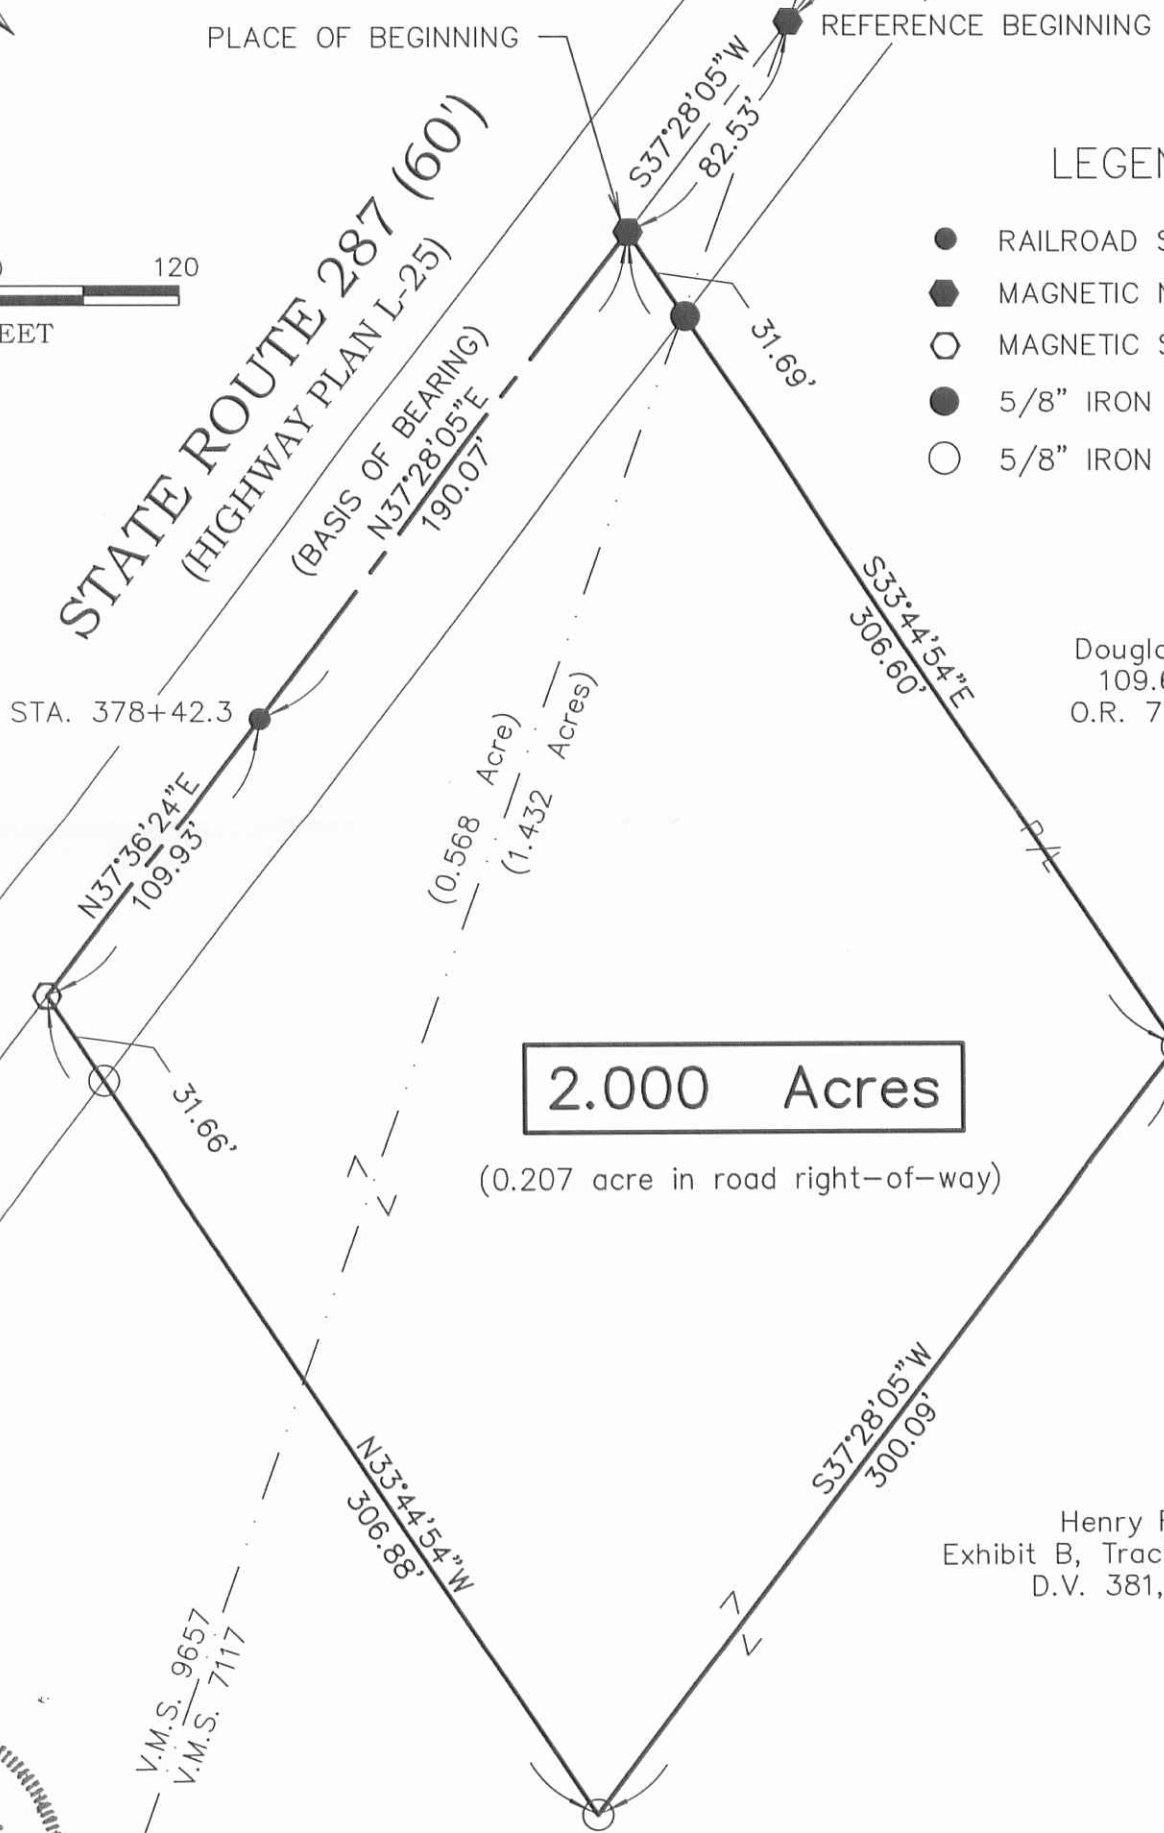 PLACE OF BEGINNING
REFERENCE BEGINNING
S37°28'05"W
82.53'
STATE ROUTE 287 (60')
(HIGHWAY PLAN L-25)
120
(BASIS OF BEARING)
N37°28'05"E
190.07'
31.69'
RAILROAD
MAGNETIC
MAGNETIC
5/8" IRON
5/8" IRON
S33°44'54"E
306.60'
O.R.
STA. 378+42.3
N37°36'24"E
109.93'
(0.568 Acre)
(1.432 Acres)
P/L
31.66'
2.000 Acres
(0.207 acre in road right-of-way)
S37°28'05"W
300.09'
N33°44'54"W
306.88'
Henry
Exhibit B,
D.V. 381,
V.M.S. 9657
V.M.S. 7117